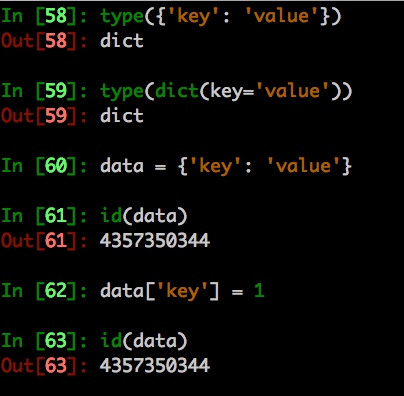 In [58]: type({'key': 'value'})
Out[58]: dict
In [59]: type(dict(key='value'))
Out[59]: dict
In [60]: data = {'key': 'value'}
In [61]: id(data)
Out[61]: 4357350344
In [62]: data['key'] = 1
In [63]: id(data)
Out[63]: 4357350344